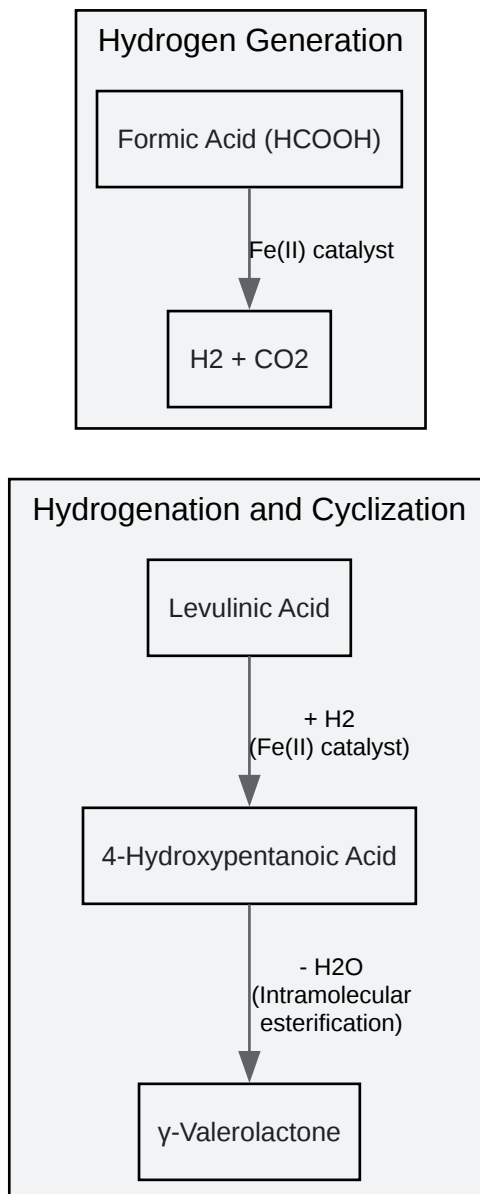 Hydrogen Generation
Formic Acid (HCOOH)
Fe(II) catalyst
H2 + CO2
Hydrogenation and Cyclization
Levulinic Acid
+ H2
(Fe(II) catalyst)
4-Hydroxypentanoic Acid
- H2O
(Intramolecular
esterification)
γ-Valerolactone